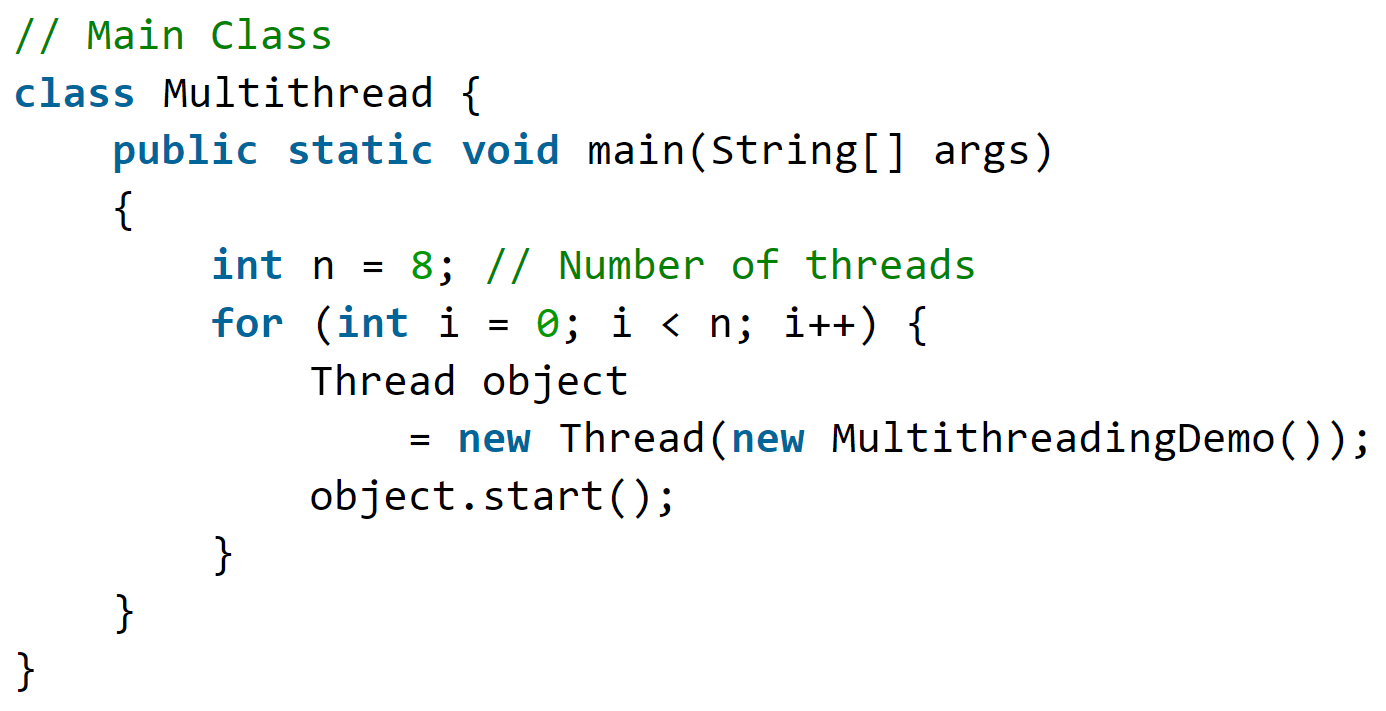 // Main Class
class Multithread {
    public static void main(String[] args)
    {
        int n = 8; // Number of threads
        for (int i = 0; i < n; i++) {
            Thread object
                = new Thread(new MultithreadingDemo());
            object.start();
        }
    }
}